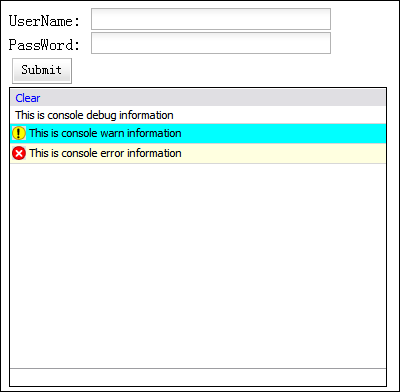 UserName:
PassWord:
Submit
Clear
This is console debug information
This is console warn information
This is console error information